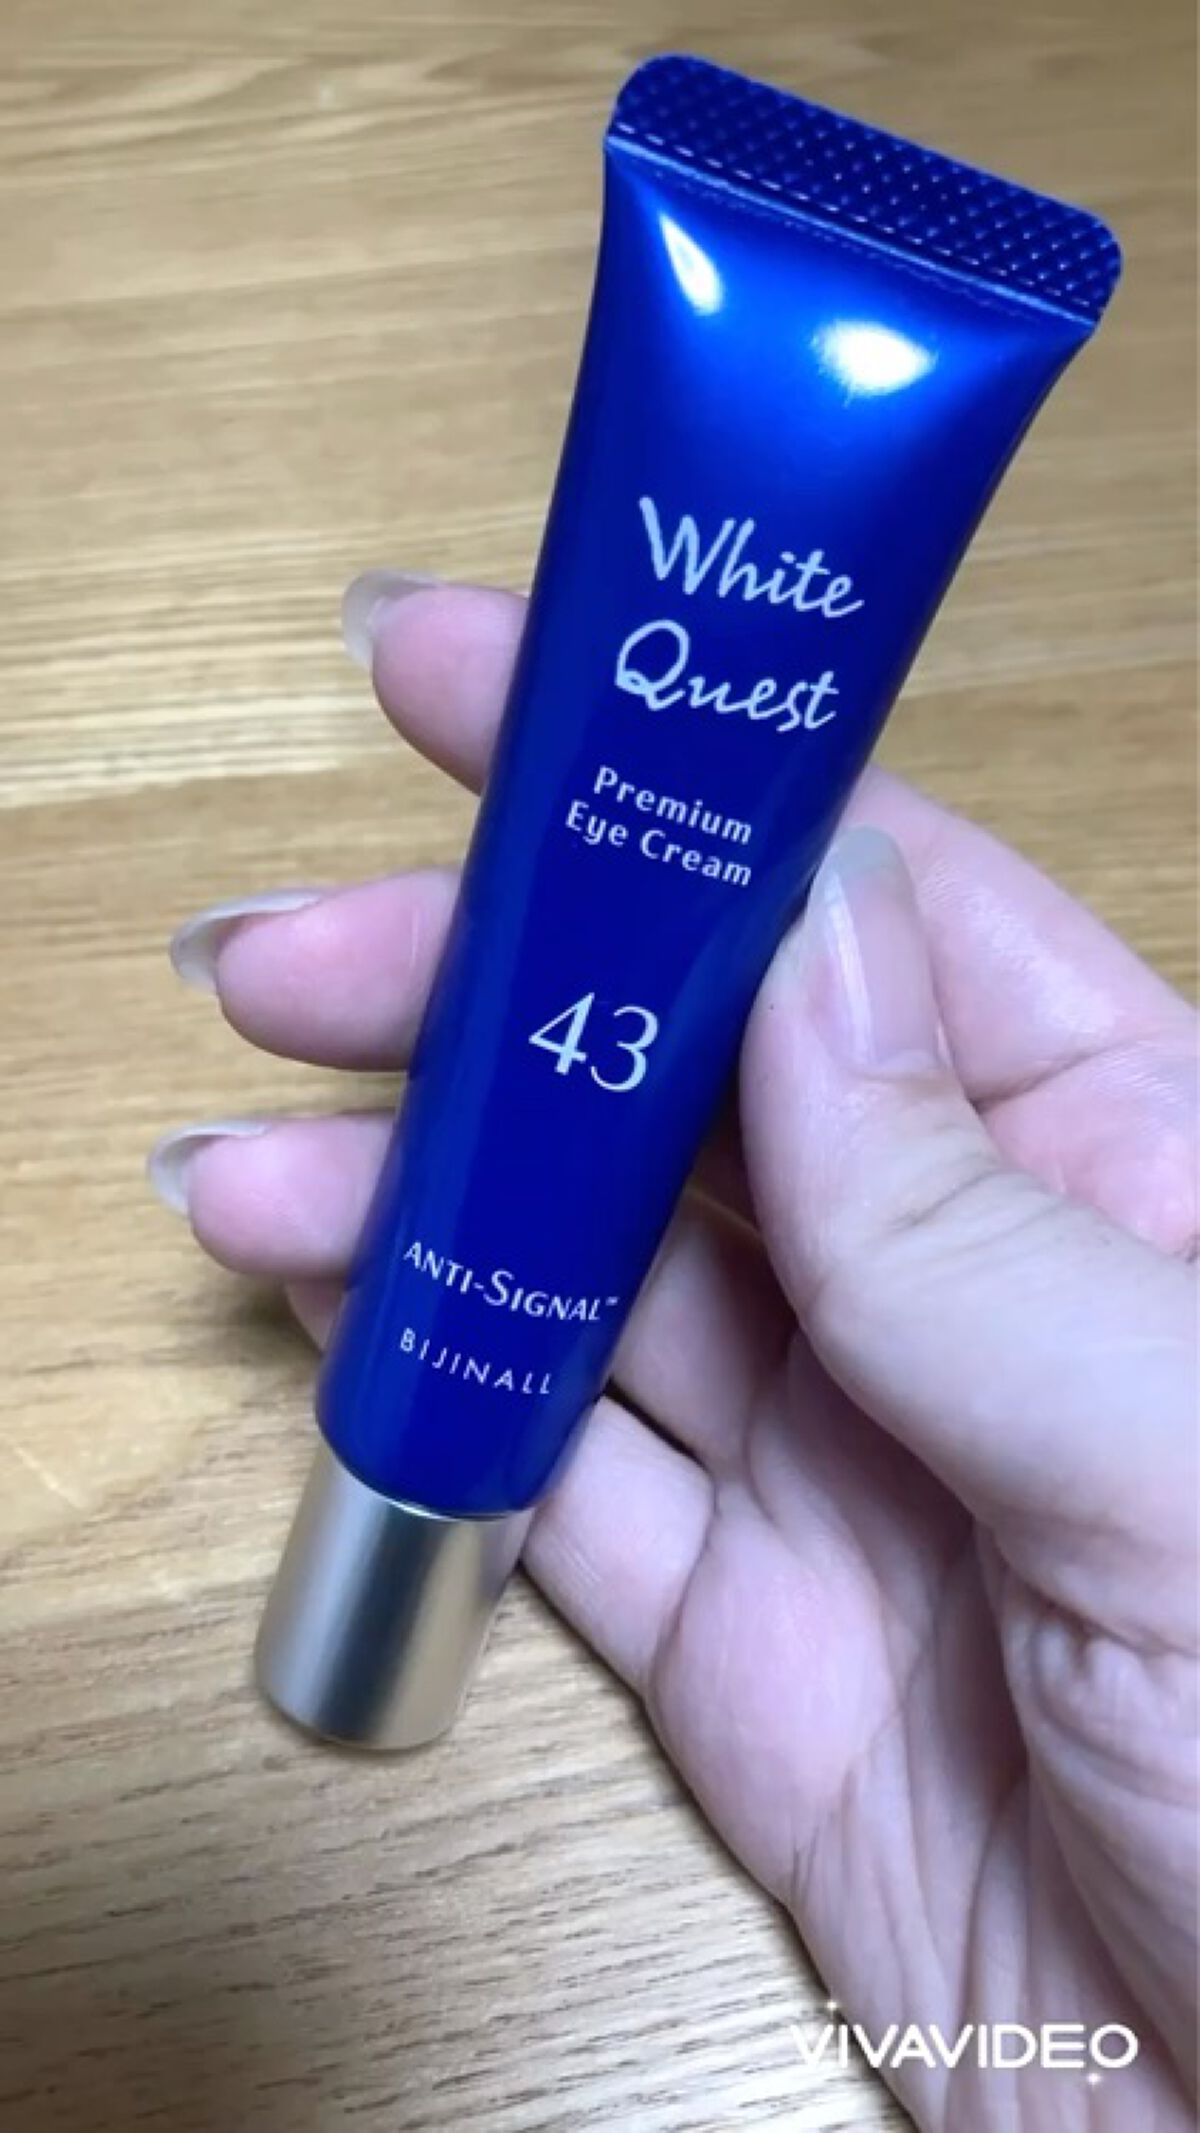 White
Quest
Premium
Eye Cream
43
ANTI-SIGNAL™
BIJINALL
VIVAVIDEO